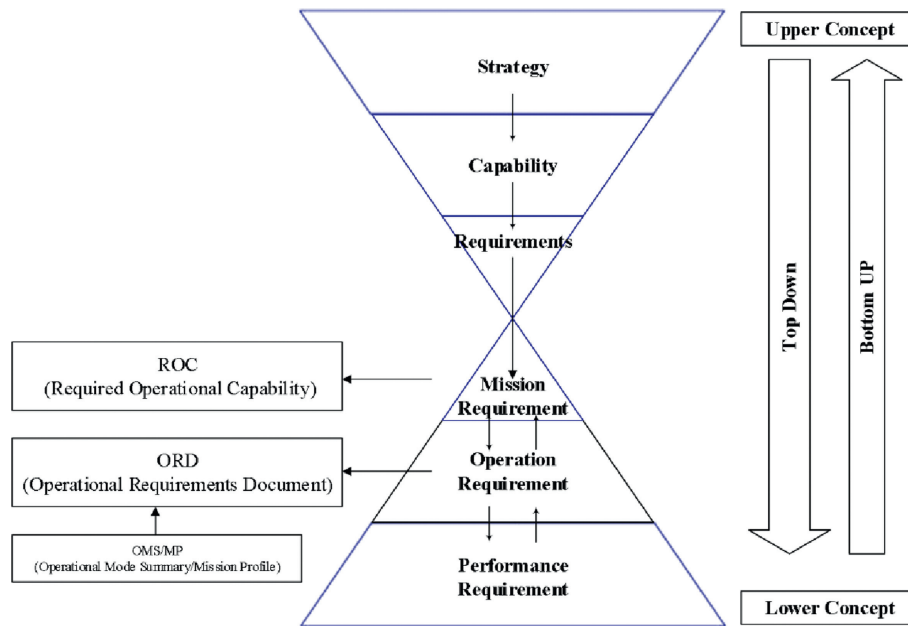 Upper Concept
Strategy
Capability
Requirements
Top Down
Bottom UP
ROC
(Required Operational Capability)
Mission
Requirement
ORD
(Operational Requirements Document)
Operation
Requirement
OMS/MP
(Operational Mode Summary/Mission Profile)
Performance
Requirement
Lower Concept